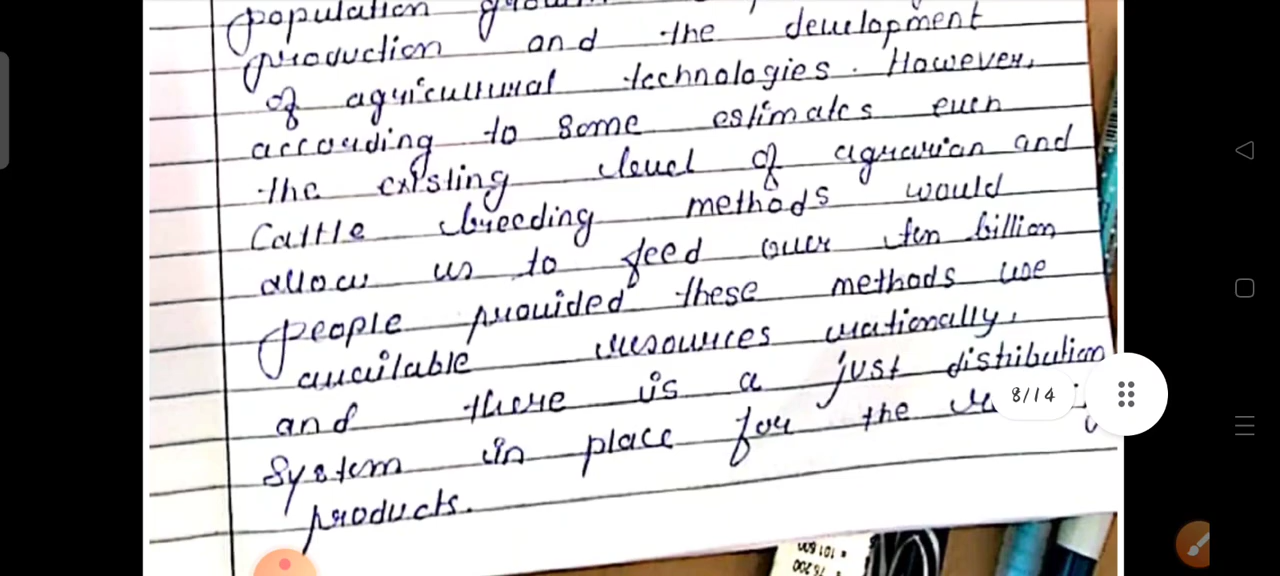 population
production and the development
of agricultural technologies. However,
according to some estimates even
the existing level of agrarian and
Cattle breeding methods would
allow us to feed over ten billion
people provided these methods use
available resources rationally,
and there is a just distribution
8/14
system in place for the
products.